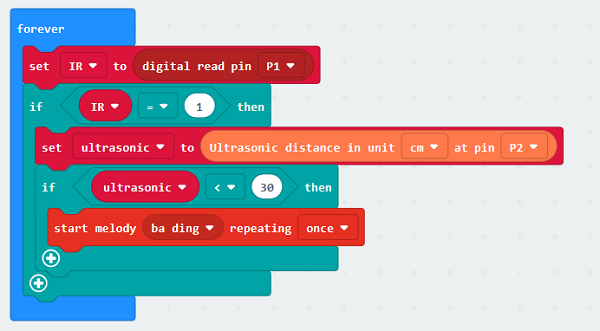 forever
set IR to digital read pin P1
if IR = 1 then
set ultrasonic to Ultrasonic distance in unit cm at pin P2
if ultrasonic < 30 then
start melody ba ding repeating once